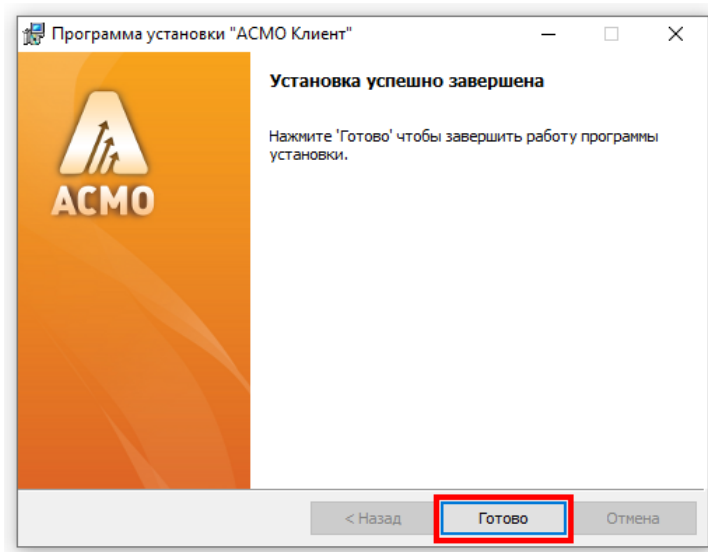 Программа установки "АСМО Клиент"
Установка успешно завершена
Нажмите 'Готово' чтобы завершить работу программы
установки.
АСМО
< Назад
Готово
Отмена